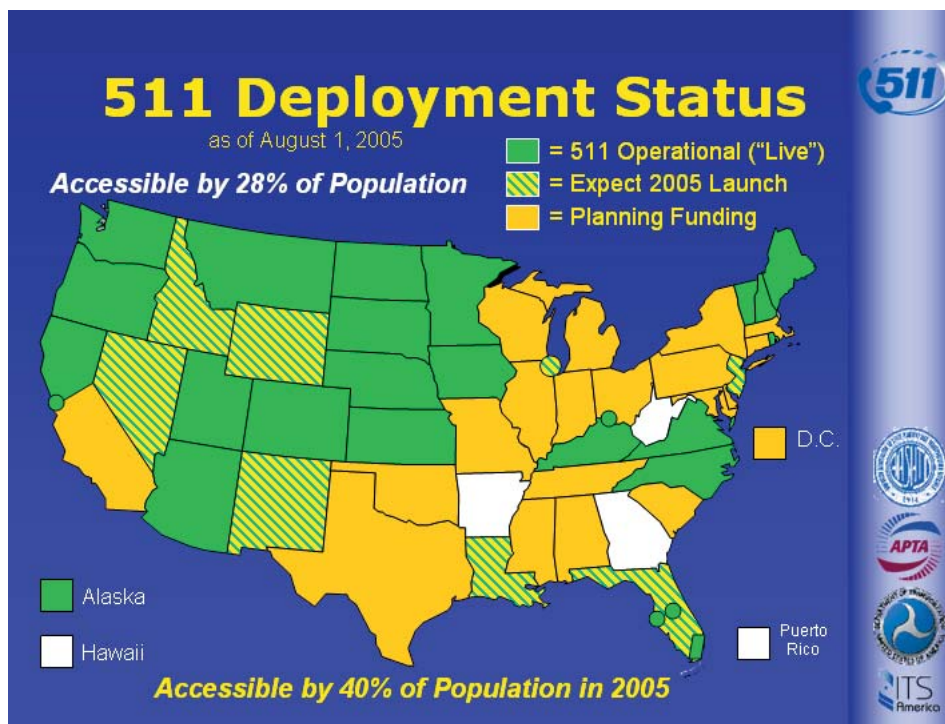 511 Deployment Status
as of August 1, 2005
511
= 511 Operational ("Live")
Accessible by 28% of Population
= Expect 2005 Launch
= Planning Funding
D.C.
APTA
Alaska
Hawaii
Puerto
Rico
Accessible by 40% of Population in 2005
ITS
America